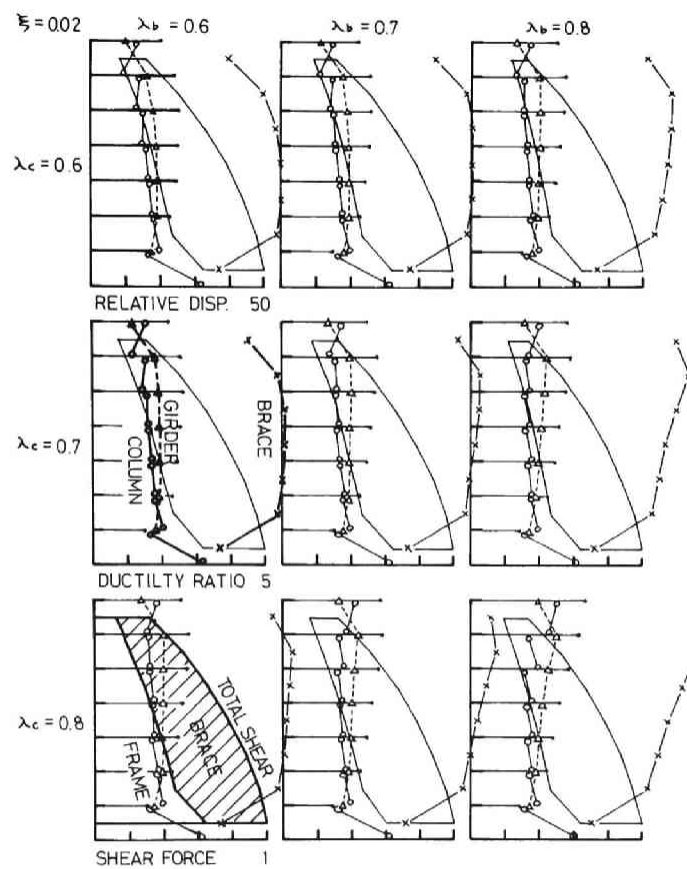 ξ=0.02
λb = 0.6
λb = 0.7
λb = 0.8
λc = 0.6
RELATIVE DISP. 50
λc = 0.7
COLUMN
GIRDER
BRACE
DUCTILTY RATIO 5
λc = 0.8
FRAME
BRACE
TOTAL SHEAR
SHEAR FORCE 1